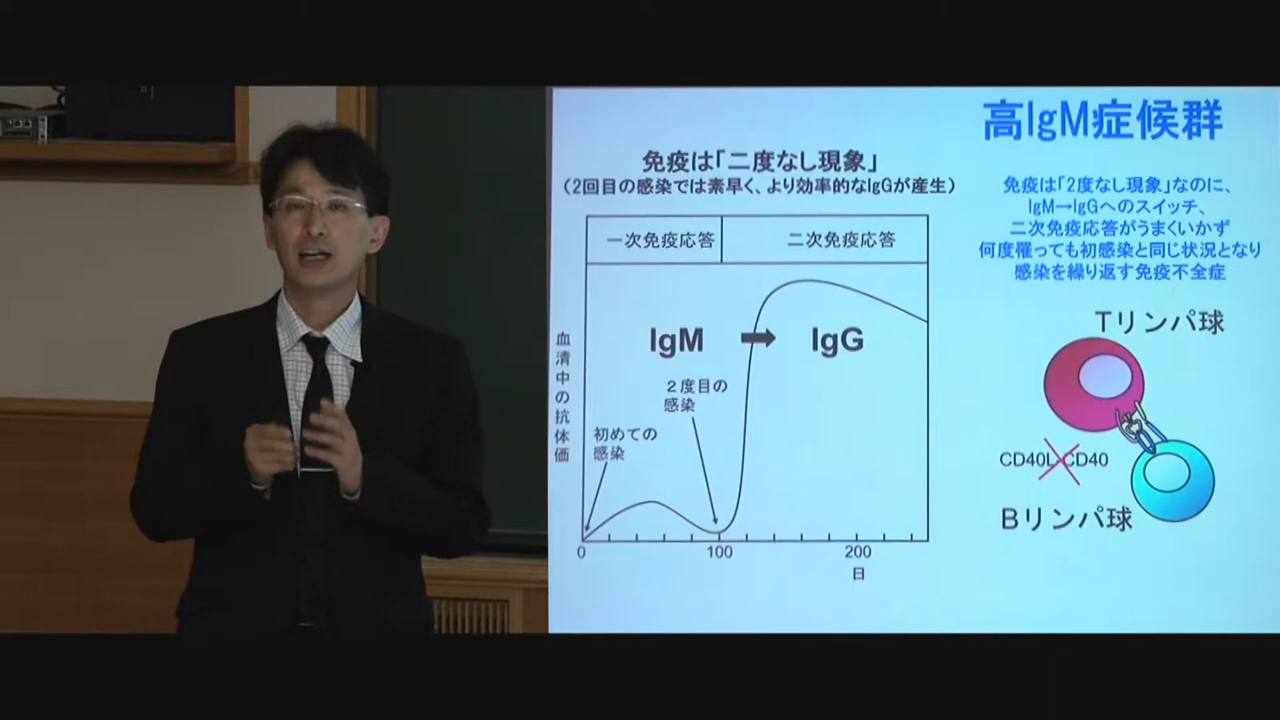 高IgM症候群
免疫は「二度なし現象」
（2回目の感染では素早く、より効率的なIgGが産生）
一次免疫応答
二次免疫応答
IgM
IgG
2度目の
感染
初めての
感染
血清中の抗体価
0
100
200
日
免疫は「2度なし現象」なのに、
IgM→IgGへのスイッチ、
二次免疫応答がうまくいかず
何度罹っても初感染と同じ状況となり
感染を繰り返す免疫不全症
Tリンパ球
CD40L CD40
Bリンパ球